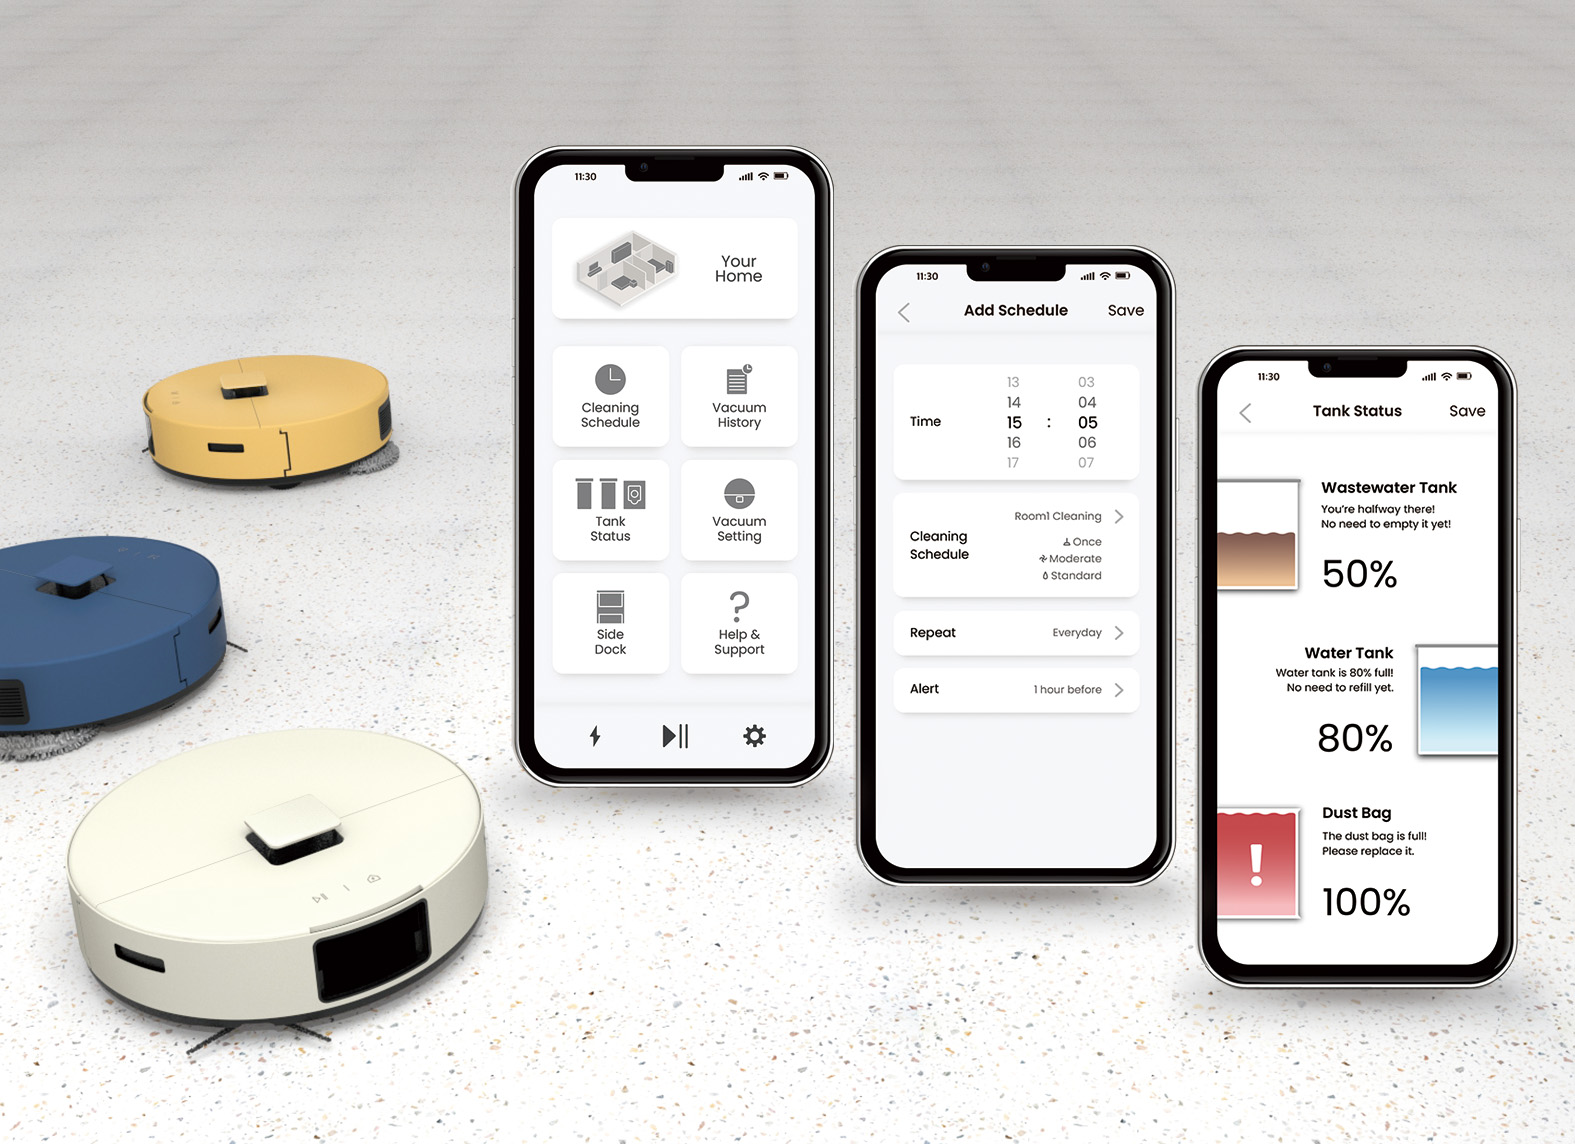 11:30
Your
Home
Cleaning
Schedule
Vacuum
History
Tank
Status
Vacuum
Setting
Side
Dock
Help &
Support
11:30
Add Schedule
Save
13 03
14 04
Time
15 : 05
16 06
17 07
Room1 Cleaning
Cleaning
Schedule
Once
Moderate
Standard
Repeat
Everyday
Alert
1 hour before
11:30
Tank Status
Save
Wastewater Tank
You're halfway there!
No need to empty it yet!
50%
Water Tank
Water tank is 80% full!
No need to refill yet.
80%
Dust Bag
The dust bag is full!
Please replace it.
!
100%